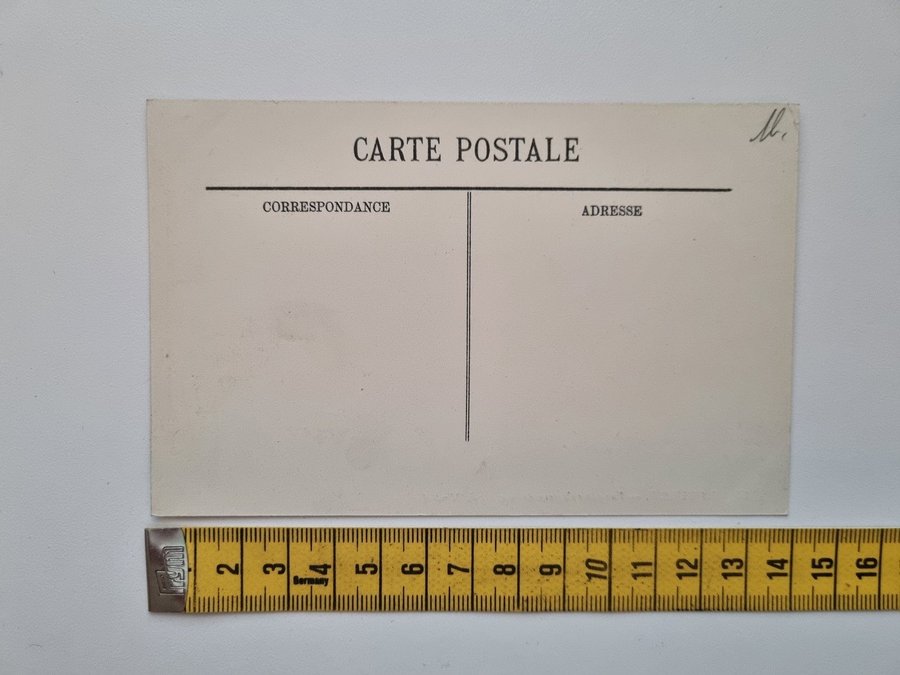 CARTE POSTALE
CORRESPONDANCE
ADRESSE
2 3 4 5 6 7 8 9 10 11 12 13 14 15 16
Germany